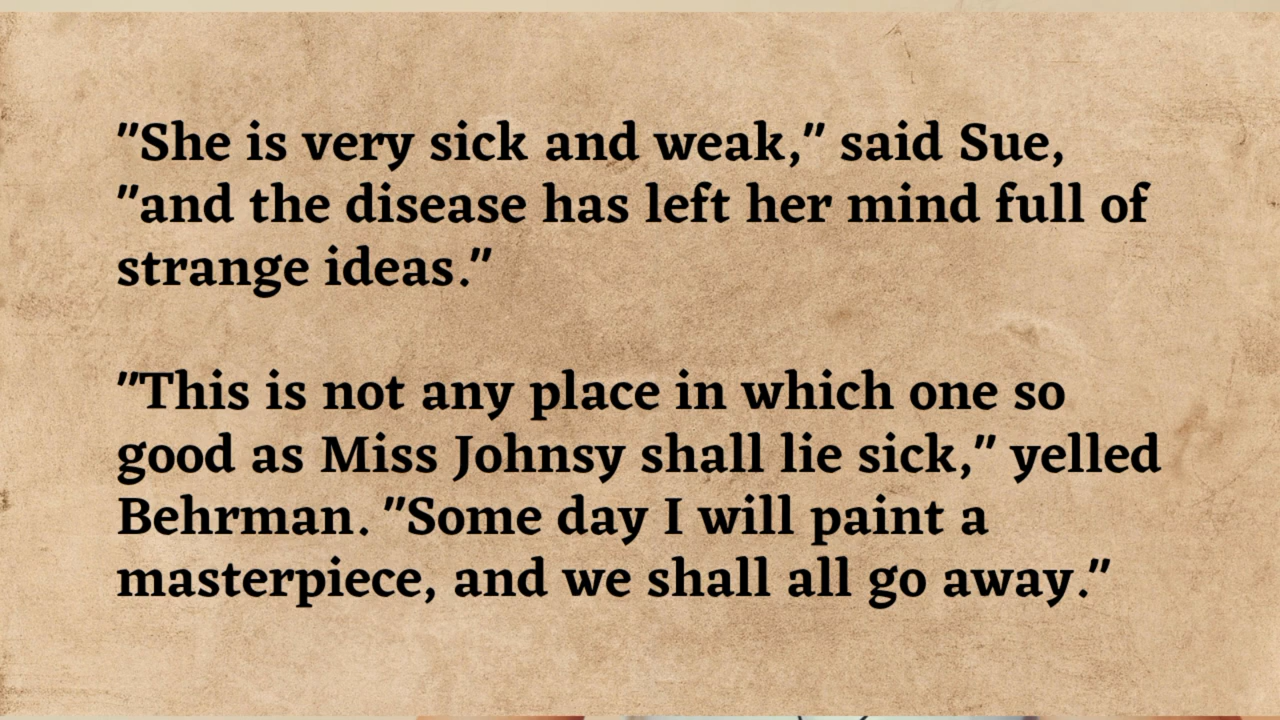 "She is very sick and weak," said Sue,
"and the disease has left her mind full of
strange ideas."
"This is not any place in which one so
good as Miss Johnsy shall lie sick," yelled
Behrman. "Some day I will paint a
masterpiece, and we shall all go away."